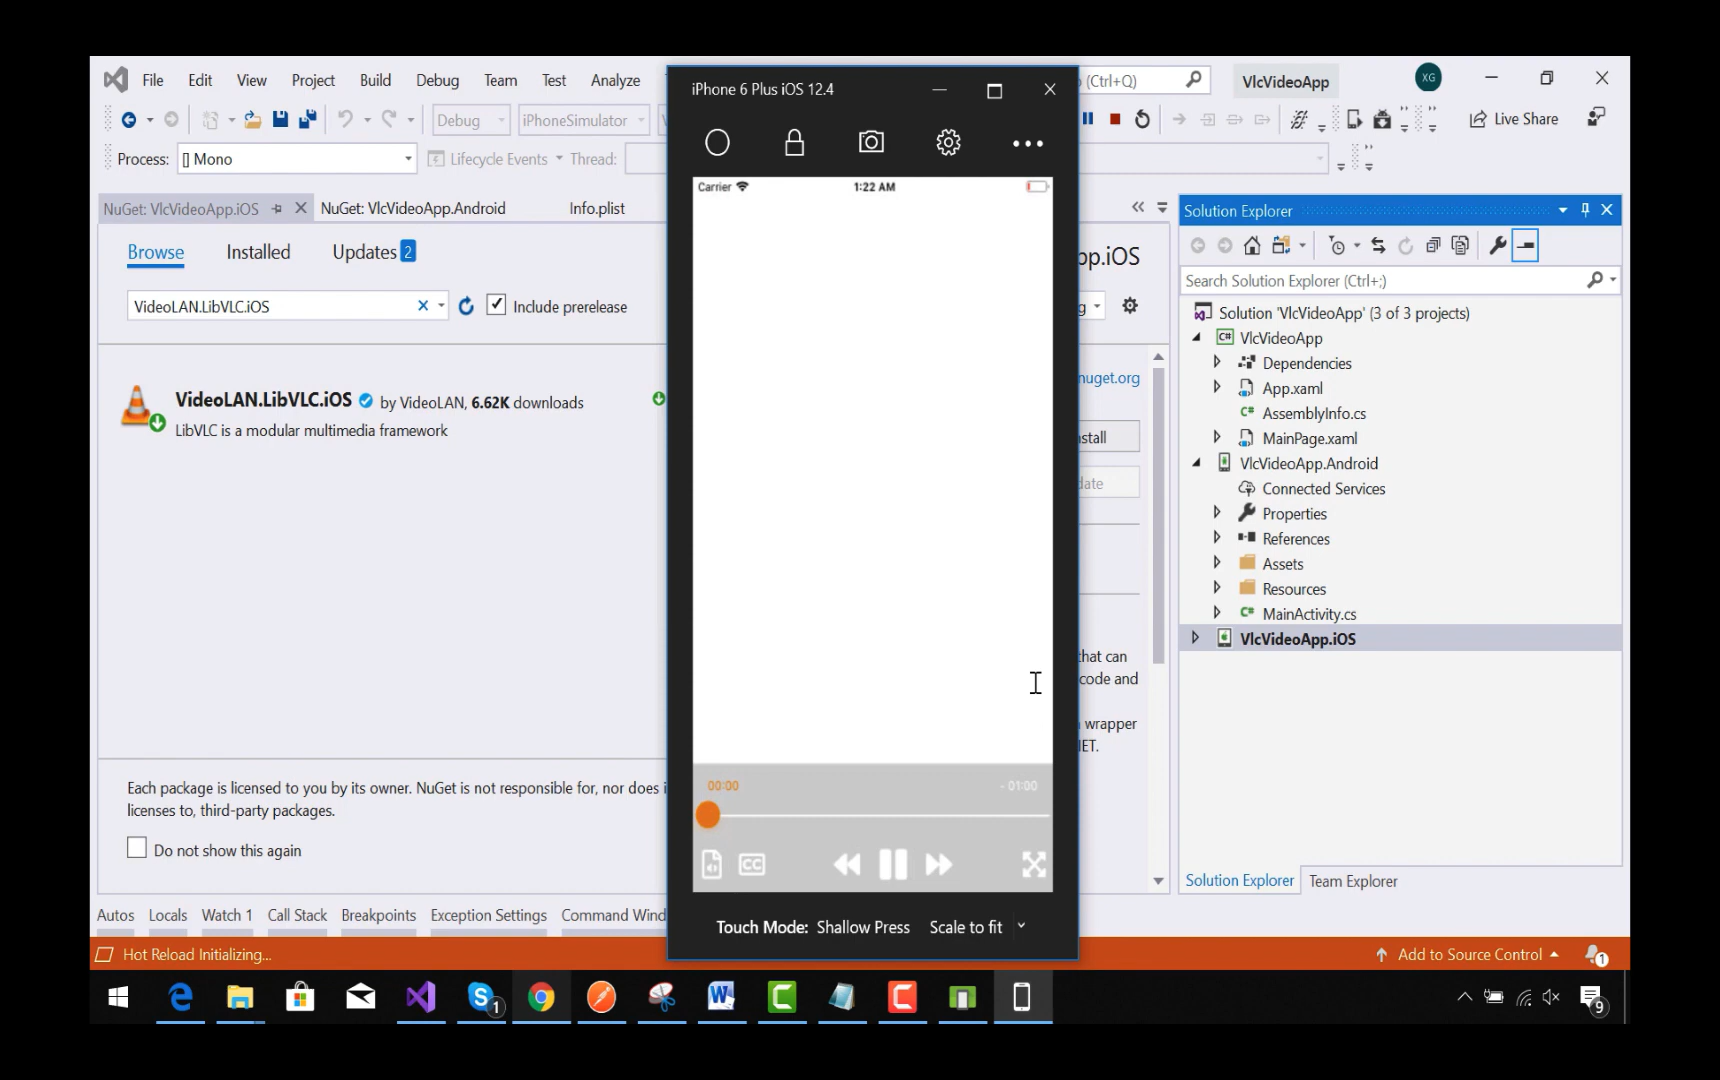 File Edit View Project Build Debug Team Test Analyze
(Ctrl+Q)
VlcVideoApp
XG
Debug
iPhoneSimulator
Live Share
Process: [] Mono
Lifecycle Events
Thread:
NuGet: VlcVideoApp.iOS
NuGet: VlcVideoApp.Android
Info.plist
Browse
Installed
Updates 2
VideoLAN.LibVLC.iOS
Include prerelease
VideoLAN.LibVLC.iOS by VideoLAN, 6.62K downloads
LibVLC is a modular multimedia framework
Each package is licensed to you by its owner. NuGet is not responsible for, nor does i
licenses to, third-party packages.
Do not show this again
pp.iOS
g
nuget.org
stall
date
that can
code and
wrapper
iPhone 6 Plus iOS 12.4
Carrier
1:22 AM
00:00
- 01:00
CC
Touch Mode: Shallow Press
Scale to fit
Solution Explorer
Search Solution Explorer (Ctrl+;)
Solution 'VlcVideoApp' (3 of 3 projects)
VlcVideoApp
Dependencies
App.xaml
AssemblyInfo.cs
MainPage.xaml
VlcVideoApp.Android
Connected Services
Properties
References
Assets
Resources
MainActivity.cs
VlcVideoApp.iOS
Solution Explorer
Team Explorer
Autos Locals Watch 1 Call Stack Breakpoints Exception Settings Command Wind
Hot Reload Initializing...
Add to Source Control
1
1
9